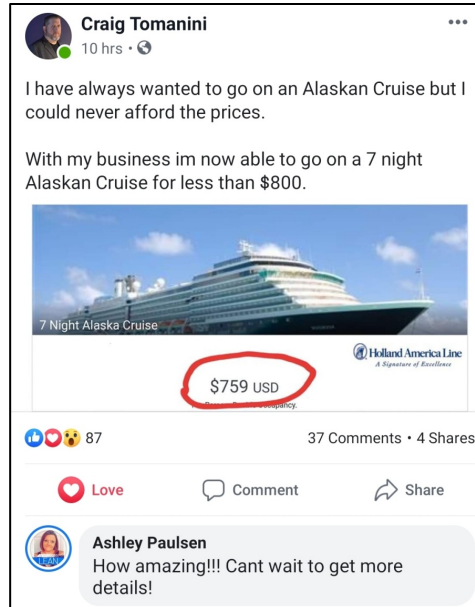 Craig Tomanini
10 hrs
I have always wanted to go on an Alaskan Cruise but I
could never afford the prices.
With my business im now able to go on a 7 night
Alaskan Cruise for less than $800.
7 Night Alaska Cruise
Holland America Line
A Signature of Excellence
$759 USD
Occupancy.
87
37 Comments • 4 Shares
Love
Comment
Share
LEAN
Ashley Paulsen
How amazing!!! Cant wait to get more
details!